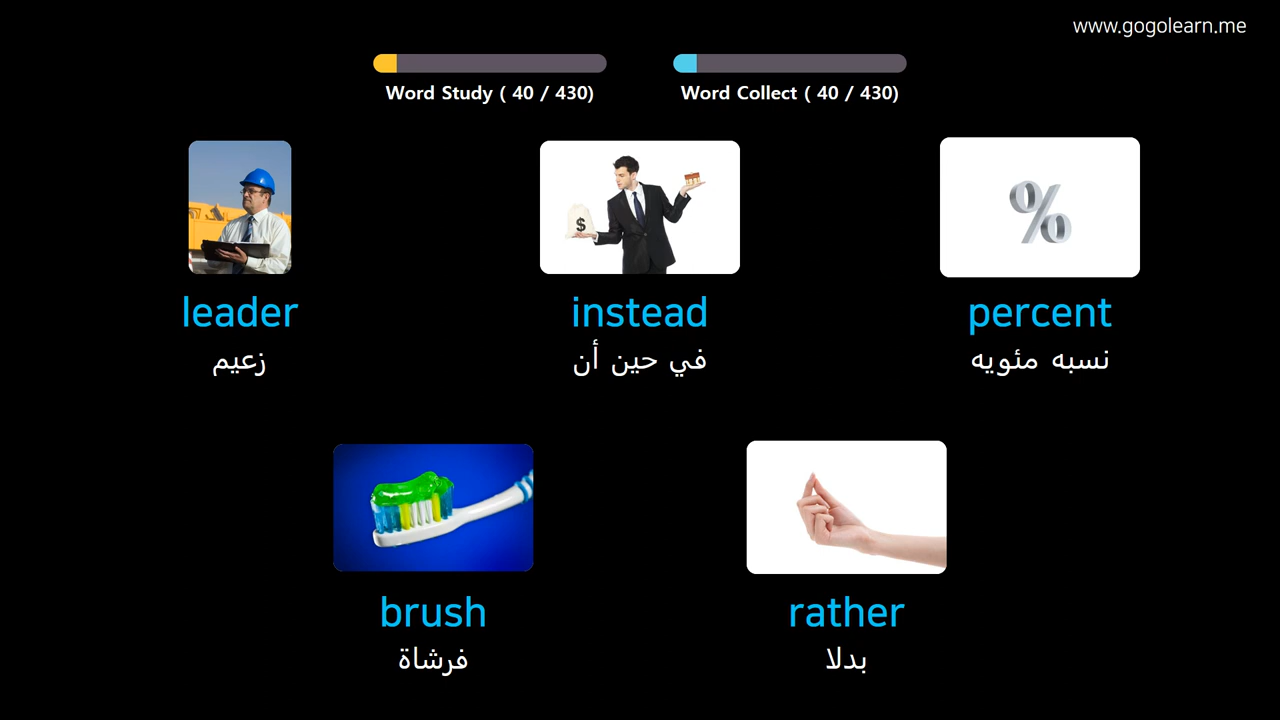 www.gogolearn.me
Word Study ( 40 / 430)
Word Collect ( 40 / 430)
$
%
leader
instead
percent
زعيم
في حين أن
نسبه مئويه
brush
rather
فرشاة
بدلا